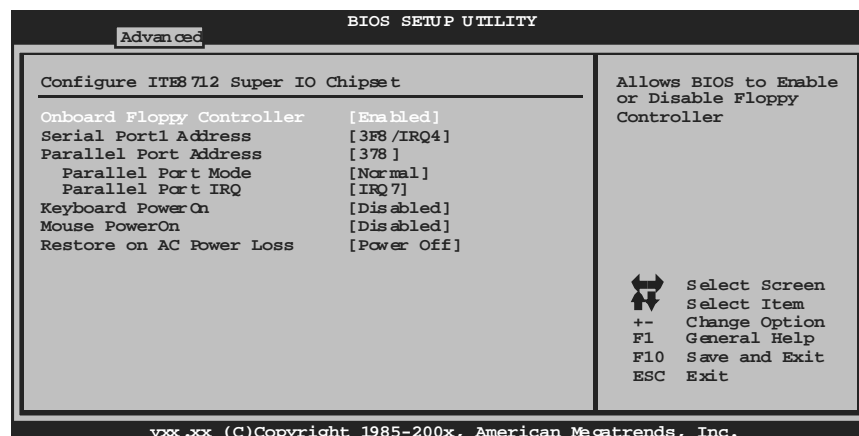 BIOS SETUP UTILITY
Advanced
Configure ITE8712 Super IO Chipset
Onboard Floppy Controller [Enabled]
Serial Port1 Address [3F8/IRQ4]
Parallel Port Address [378]
Parallel Port Mode [Normal]
Parallel Port IRQ [IRQ7]
Keyboard PowerOn [Disabled]
Mouse PowerOn [Disabled]
Restore on AC Power Loss [Power Off]
Allows BIOS to Enable
or Disable Floppy
Controller
Select Screen
Select Item
+- Change Option
F1 General Help
F10 Save and Exit
ESC Exit
vxx.xx (C)Copyright 1985-200x, American Megatrends, Inc.